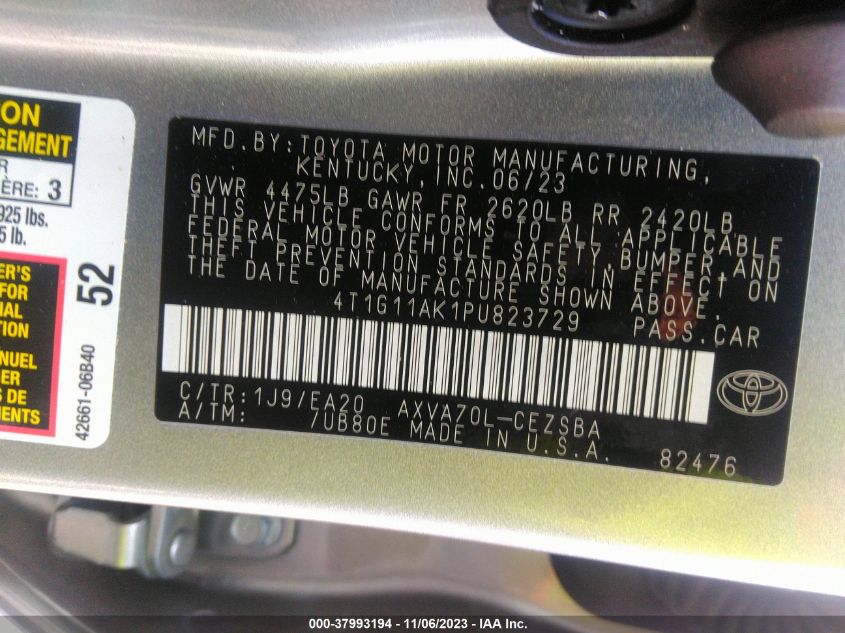 ON
GEMENT
R
ÈRE: 3
925 lbs.
5 lb.
ER'S
FOR
IAL
TION
NUEL
ER
S DE
MENTS
52
42661-06B40
MFD. BY: TOYOTA MOTOR MANUFACTURING,
KENTUCKY, INC. 06/23
GVWR 4475LB GAWR FR 2620LB RR 2420LB
THIS VEHICLE CONFORMS TO ALL APPLICABLE
FEDERAL MOTOR VEHICLE SAFETY, BUMPER, AND
THEFT PREVENTION STANDARDS IN EFFECT ON
THE DATE OF MANUFACTURE SHOWN ABOVE.
4T1G11AK1PU823729 PASS.CAR
C/TR: 1J9/EA20 AXVA70L-CEZSBA
A/TM: /UB80E MADE IN U.S.A.
82476
000-37993194 - 11/06/2023 - IAA Inc.